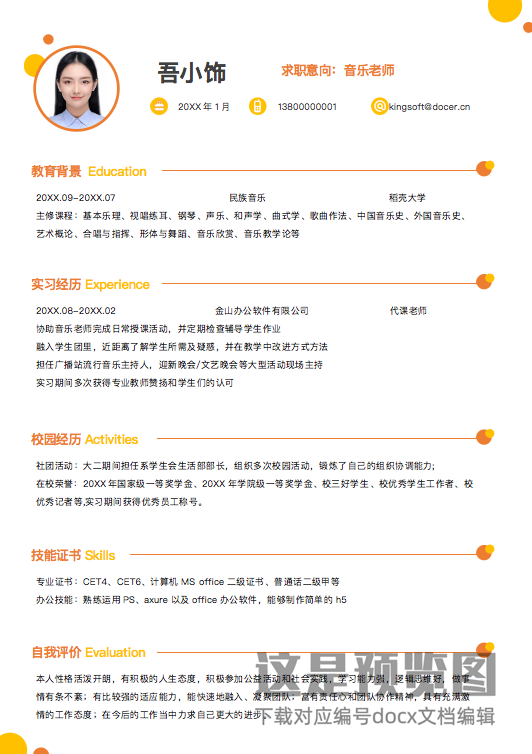 吾小饰
求职意向：音乐老师
20XX 年 1 月 13800000001 kingsoft@docer.cn
教育背景 Education
20XX.09-20XX.07 民族音乐 稻壳大学
主修课程：基本乐理、视唱练耳、钢琴、声乐、和声学、曲式学、歌曲作法、中国音乐史、外国音乐史、
艺术概论、合唱与指挥、形体与舞蹈、音乐欣赏、音乐教学论等
实习经历 Experience
20XX.08-20XX.02 金山办公软件有限公司 代课老师
协助音乐老师完成日常授课活动，并定期检查辅导学生作业
融入学生团里，近距离了解学生所需及疑惑，并在教学中改进方式方法
担任广播站流行音乐主持人，迎新晚会/文艺晚会等大型活动现场主持
实习期间多次获得专业教师赞扬和学生们的认可
校园经历 Activities
社团活动：大二期间担任系学生会生活部部长，组织多次校园活动，锻炼了自己的组织协调能力;
在校荣誉：20XX 年国家级一等奖学金、20XX 年学院级一等奖学金、校三好学生、校优秀学生工作者、校
优秀记者等,实习期间获得优秀员工称号。
技能证书 Skills
专业证书：CET4、CET6、计算机 MS office 二级证书、普通话二级甲等
办公技能：熟练运用 PS、axure 以及 office 办公软件，能够制作简单的 h5
自我评价 Evaluation
本人性格活泼开朗，有积极的人生态度，积极参加公益活动和社会实践，学习能力强，逻辑思维好，做事
情有条不紊；有比较强的适应能力，能快速地融入、凝聚团队；富有责任心和团队协作精神，具有充满激
情的工作态度；在今后的工作当中力求自己更大的进步。
这是预览图
下载对应编号docx文档编辑